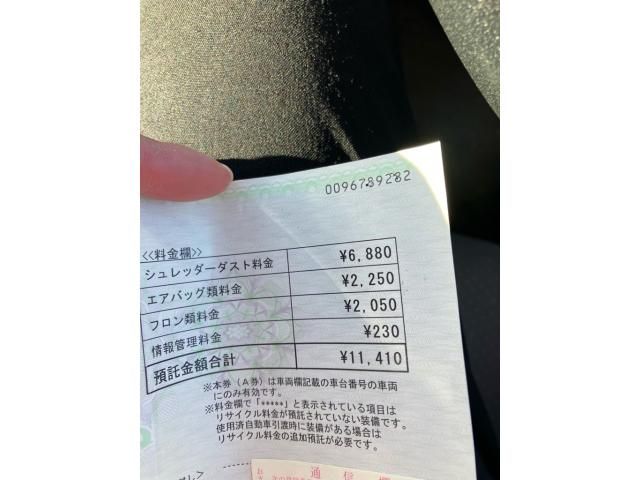 0096789282
<<料金欄>>
シュレッダーダスト料金 ¥6,880
エアバッグ類料金 ¥2,250
フロン類料金 ¥2,050
情報管理料金 ¥230
預託金額合計 ¥11,410
※本券（A券）は車両欄記載の車台番号の車両
にのみ有効です。
※料金欄で「*****」と表示されている項目は
リサイクル料金が預託されていない装備です。
使用済自動車引渡時に装備がある場合は
リサイクル料金の追加預託が必要です。
通信欄